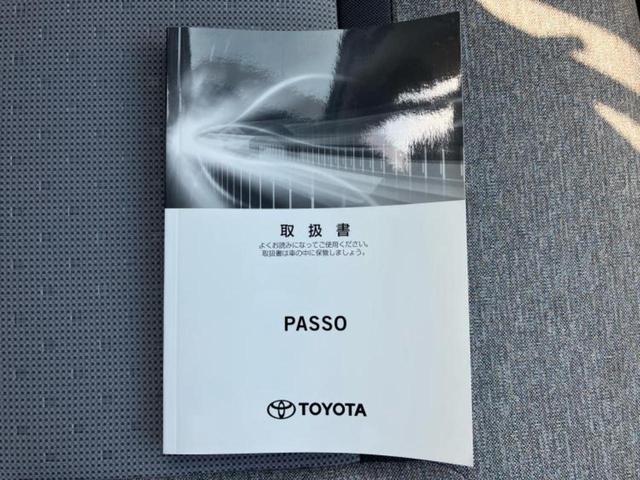 取扱書
よくお読みになってご使用ください。
取扱書は車の中に保管しましょう。
PASSO
TOYOTA